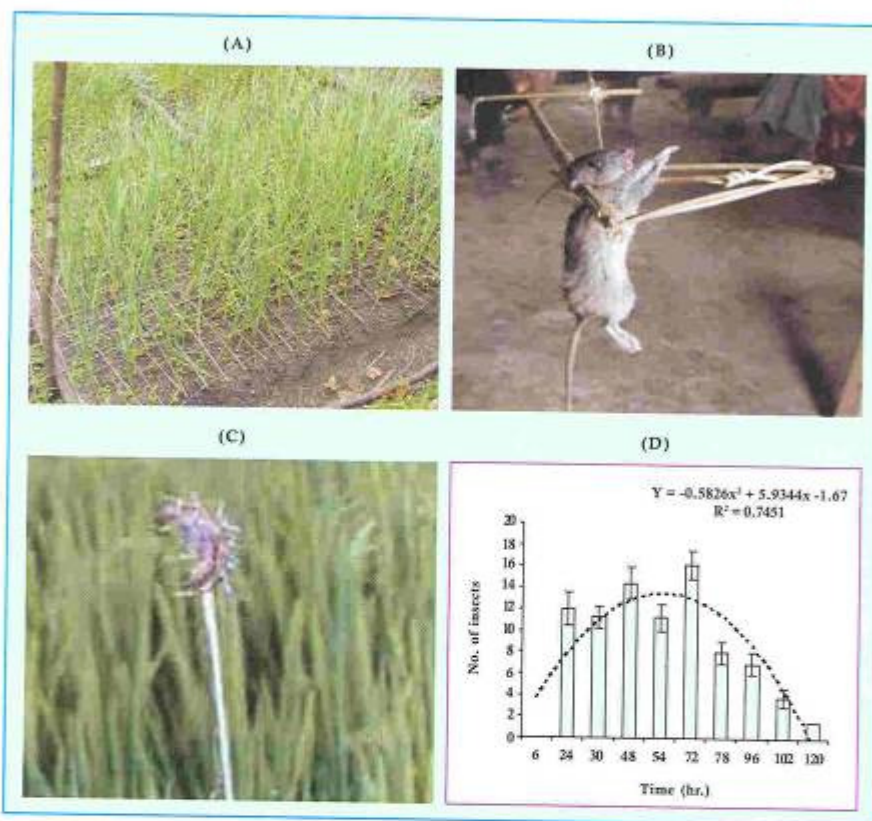 (A)
(B)
(C)
(D)
Y = -0.5826x² + 5.9344x -1.67
R² = 0.7451
No. of insects
20
18
16
14
12
10
8
6
4
2
0
6 24 30 48 54 72 78 96 102 120
Time (hr.)